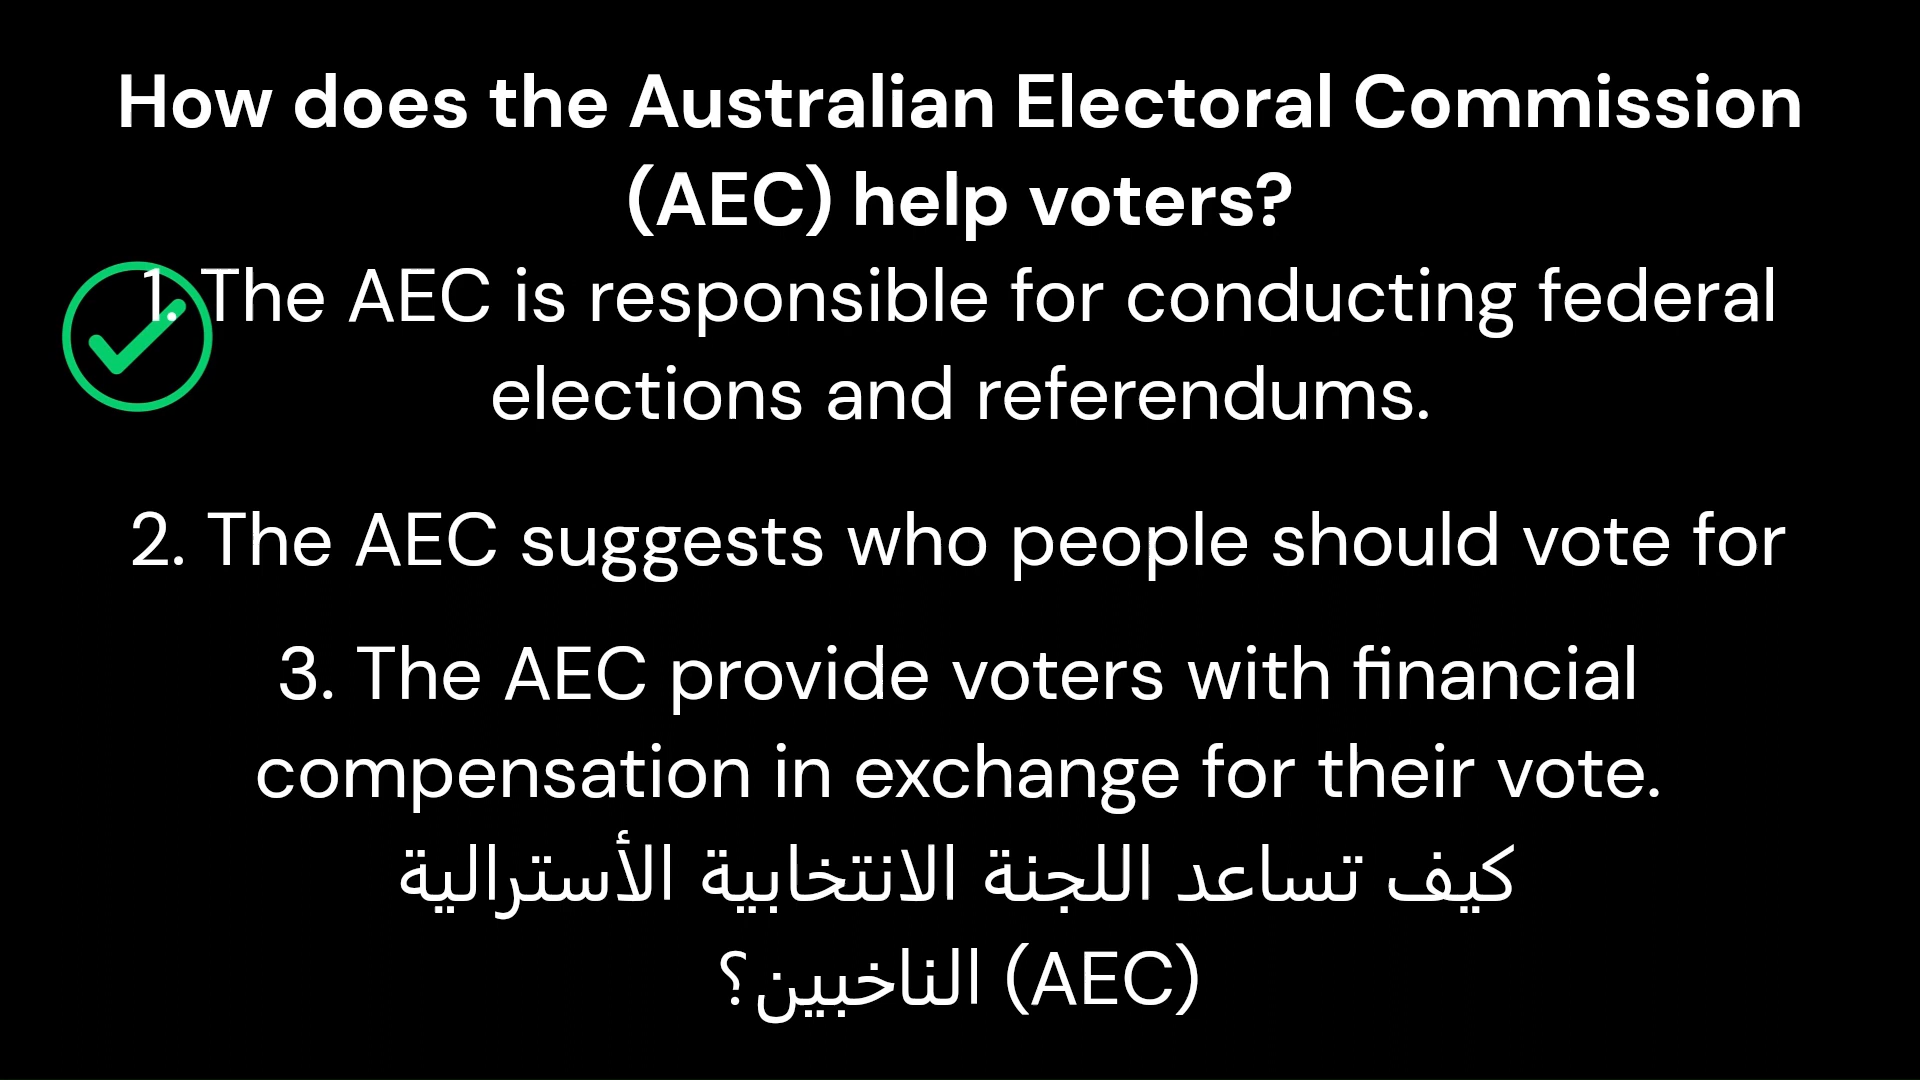 How does the Australian Electoral Commission
(AEC) help voters?
1. The AEC is responsible for conducting federal
elections and referendums.
2. The AEC suggests who people should vote for
3. The AEC provide voters with financial
compensation in exchange for their vote.
كيف تساعد اللجنة الانتخابية الأسترالية
(AEC) الناخبين؟